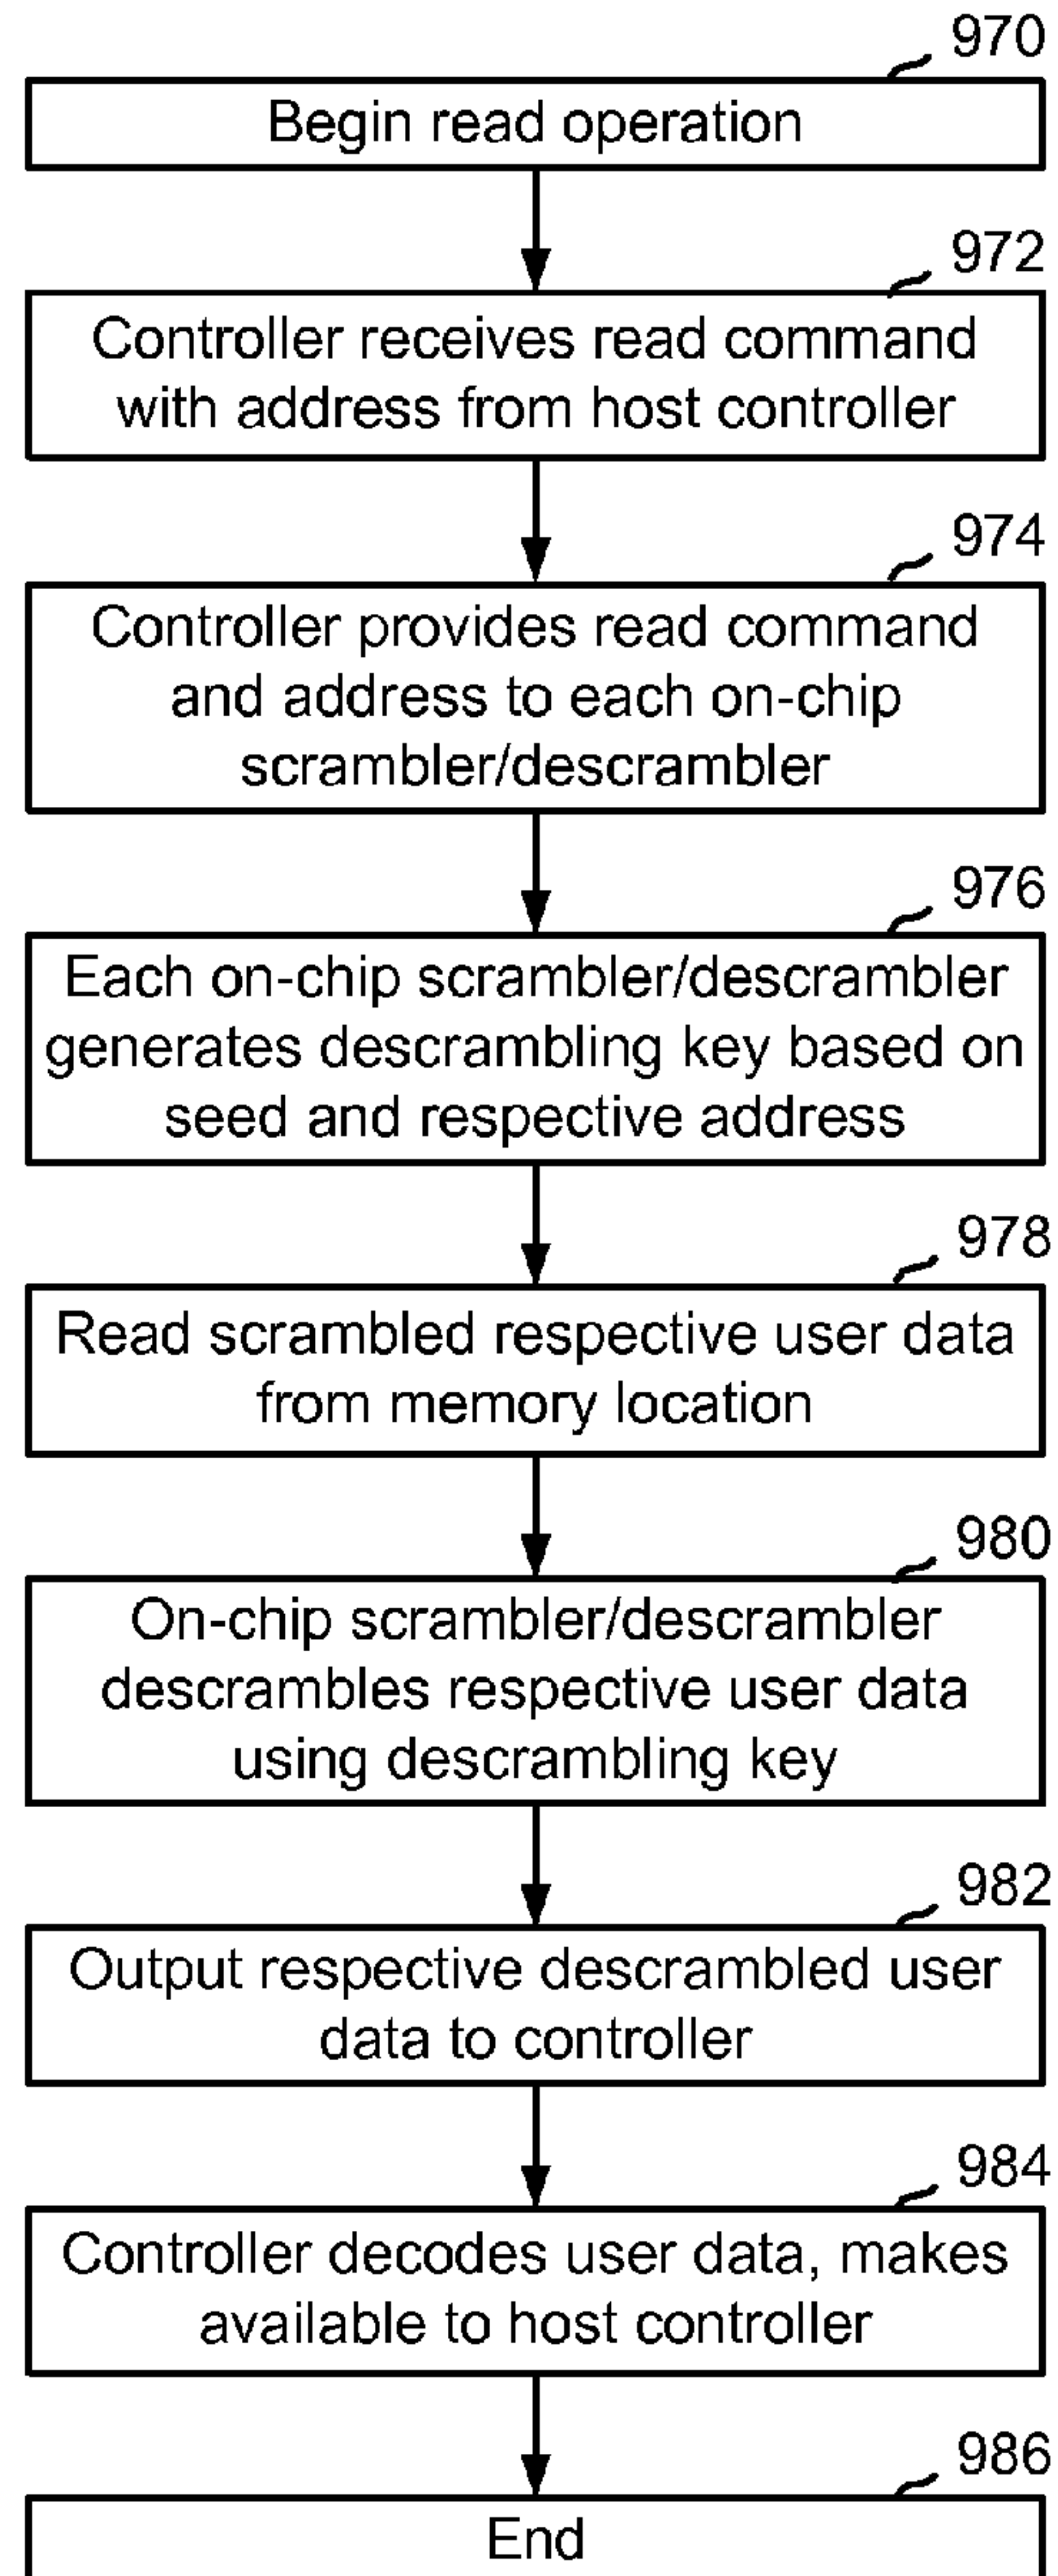 970
Begin read operation
972
Controller receives read command
with address from host controller
974
Controller provides read command
and address to each on-chip
scrambler/descrambler
976
Each on-chip scrambler/descrambler
generates descrambling key based on
seed and respective address
978
Read scrambled respective user data
from memory location
980
On-chip scrambler/descrambler
descrambles respective user data
using descrambling key
982
Output respective descrambled user
data to controller
984
Controller decodes user data, makes
available to host controller
986
End